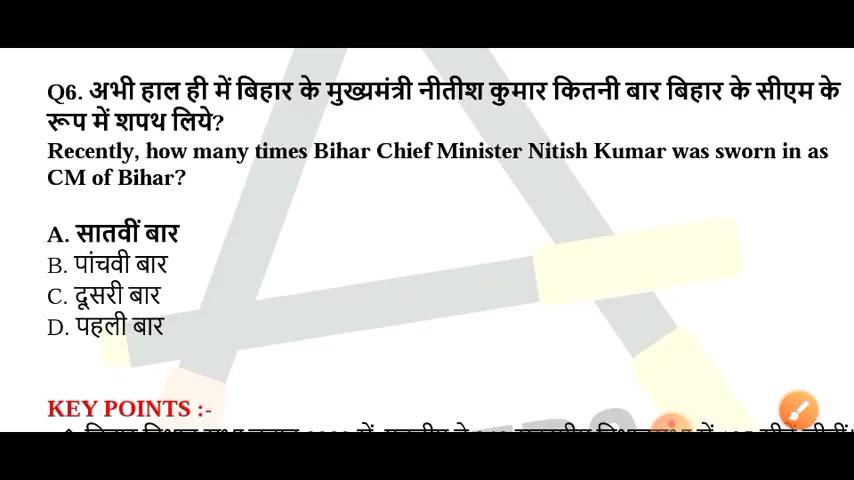 Q6. अभी हाल ही में बिहार के मुख्यमंत्री नीतीश कुमार कितनी बार बिहार के सीएम के
रूप में शपथ लिये?
Recently, how many times Bihar Chief Minister Nitish Kumar was sworn in as
CM of Bihar?
A. सातवीं बार
B. पांचवी बार
C. दूसरी बार
D. पहली बार
KEY POINTS :-